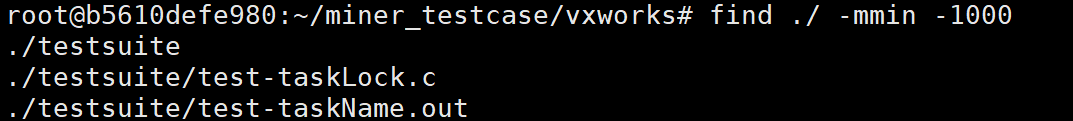 root@b5610defe980:~/miner_testcase/vxworks# find ./ -mmin -1000
./testsuite
./testsuite/test-taskLock.c
./testsuite/test-taskName.out